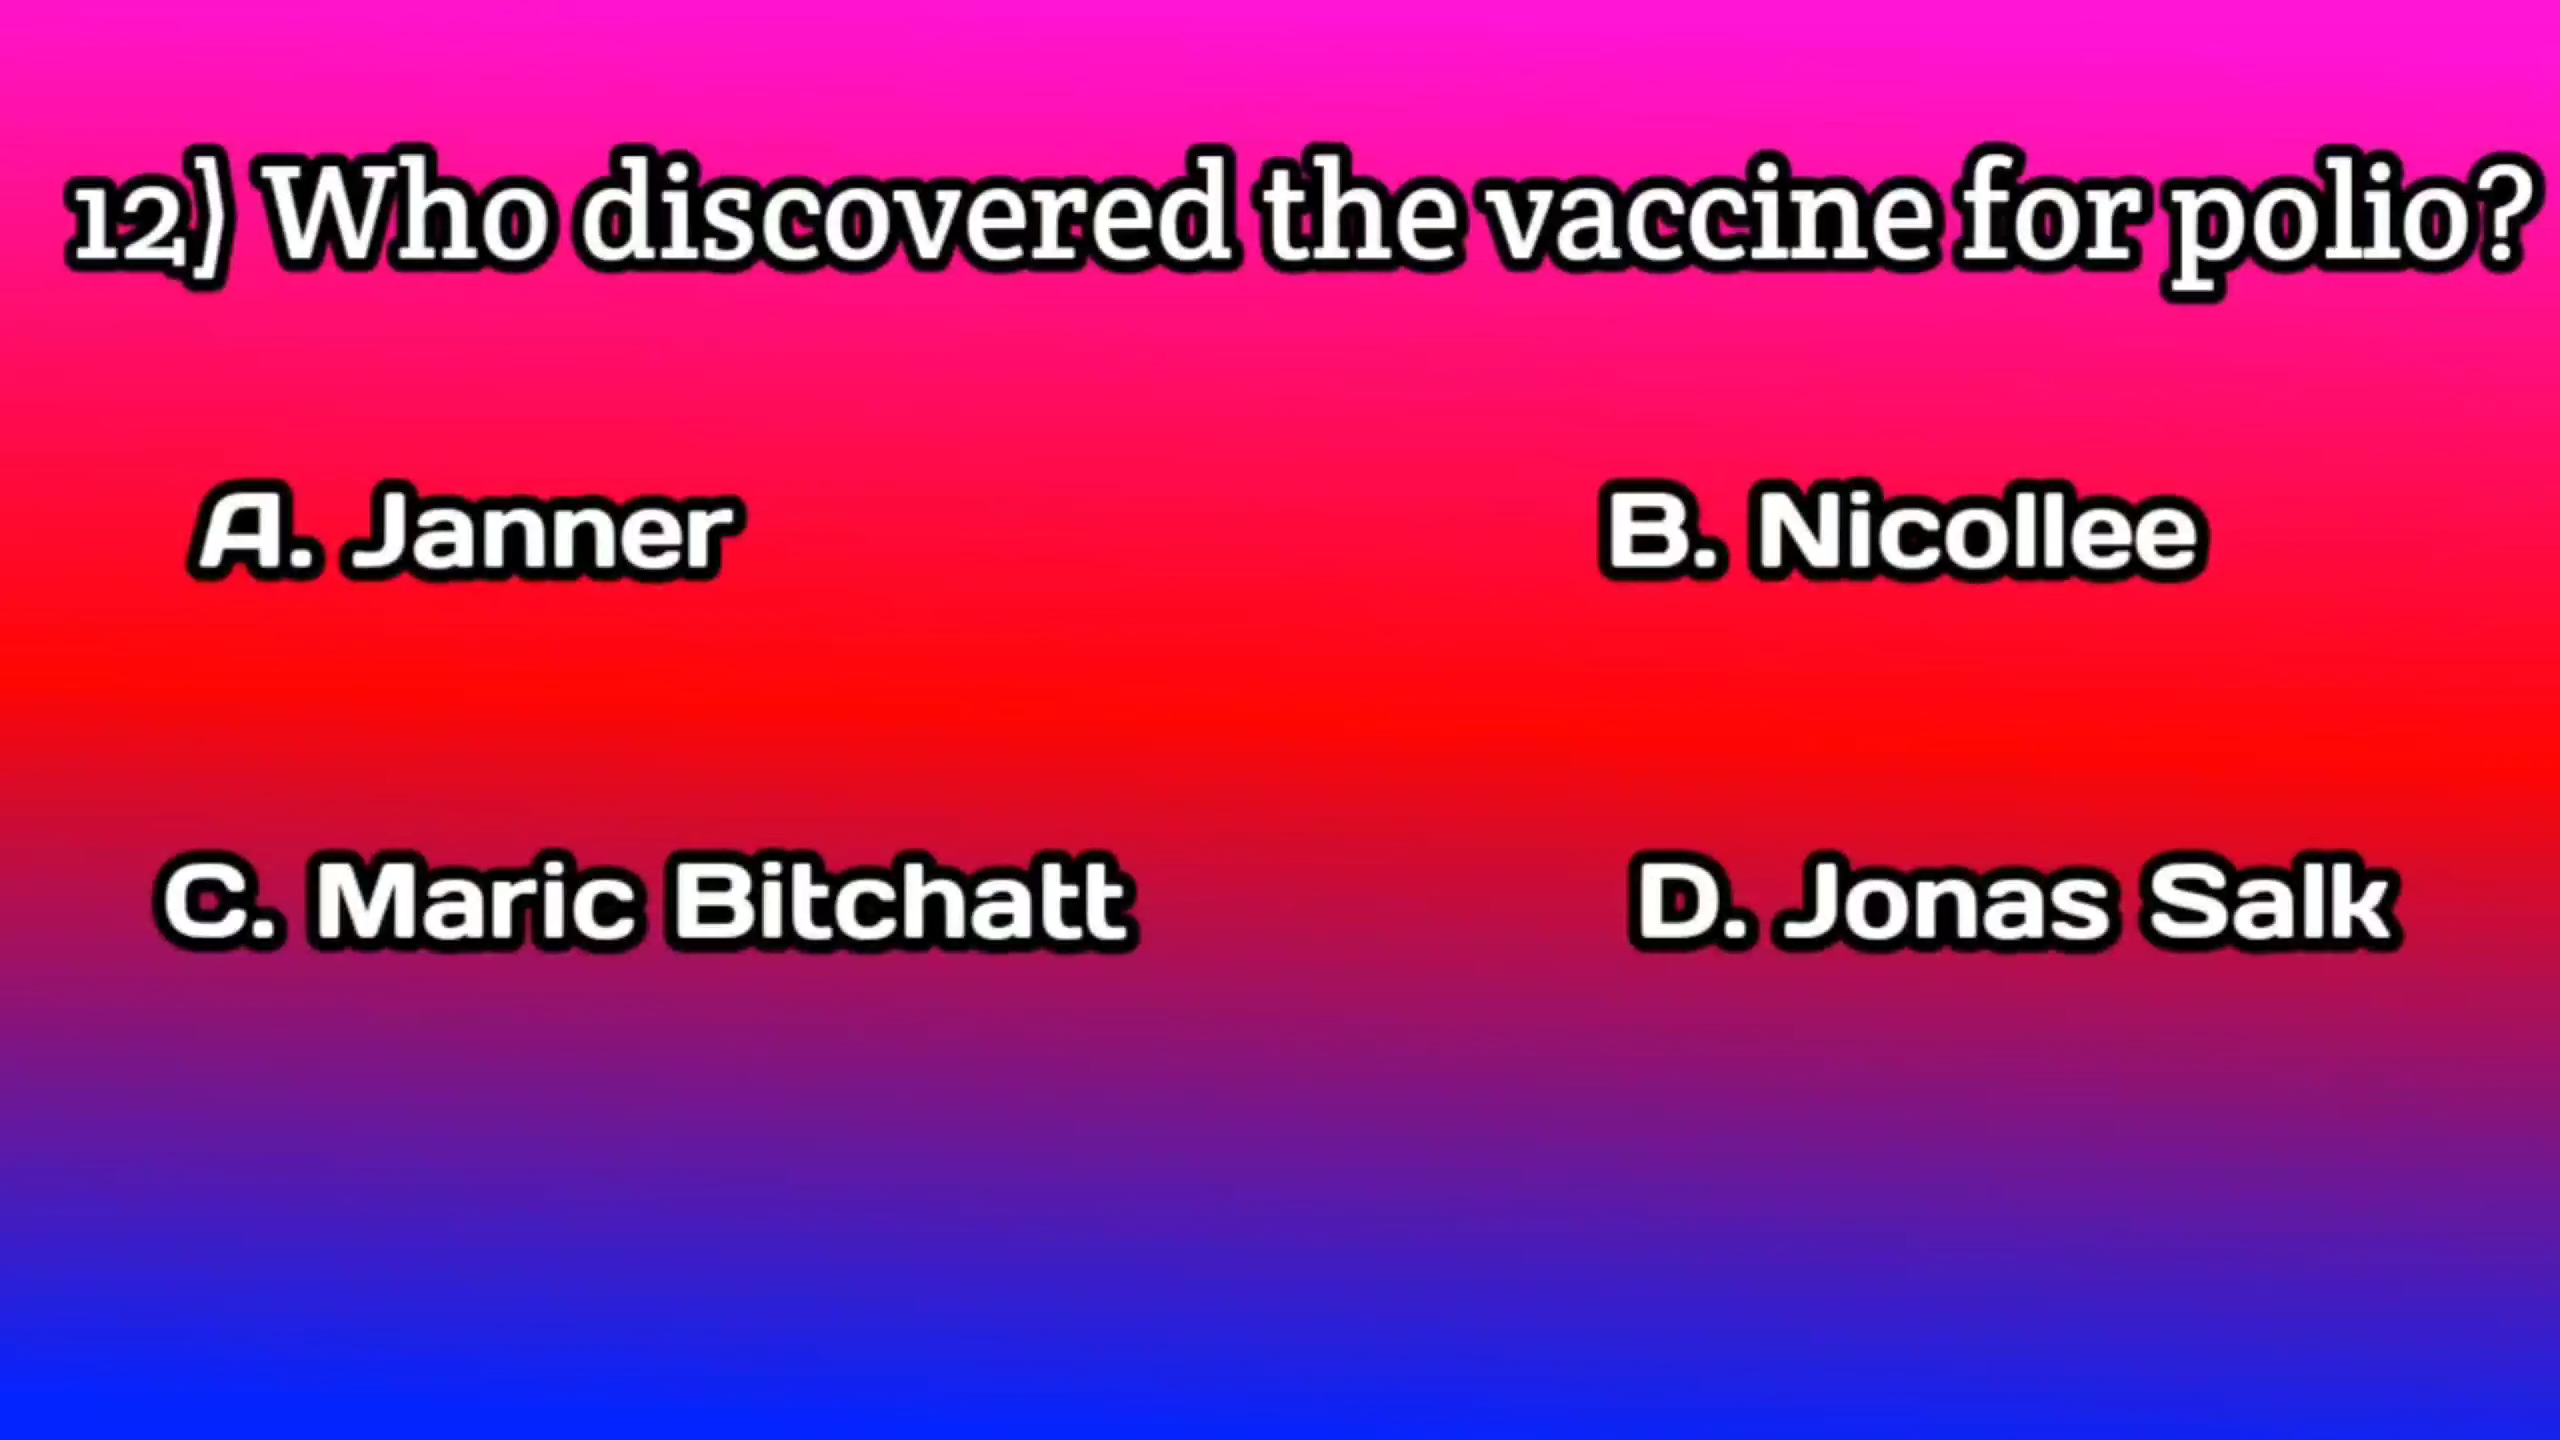 12) Who discovered the vaccine for polio?
A. Janner
B. Nicollee
C. Maric Bitchatt
D. Jonas Salk